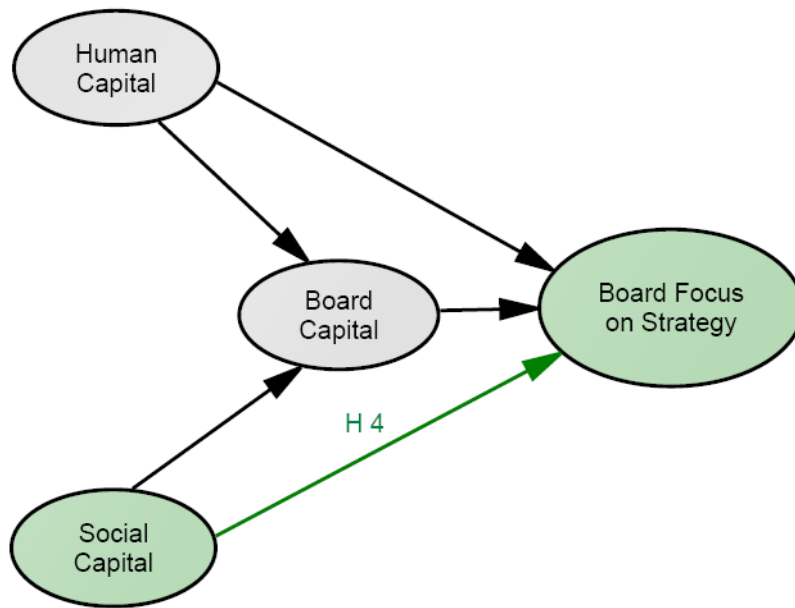 Human
Capital
Board
Capital
Board Focus
on Strategy
H 4
Social
Capital